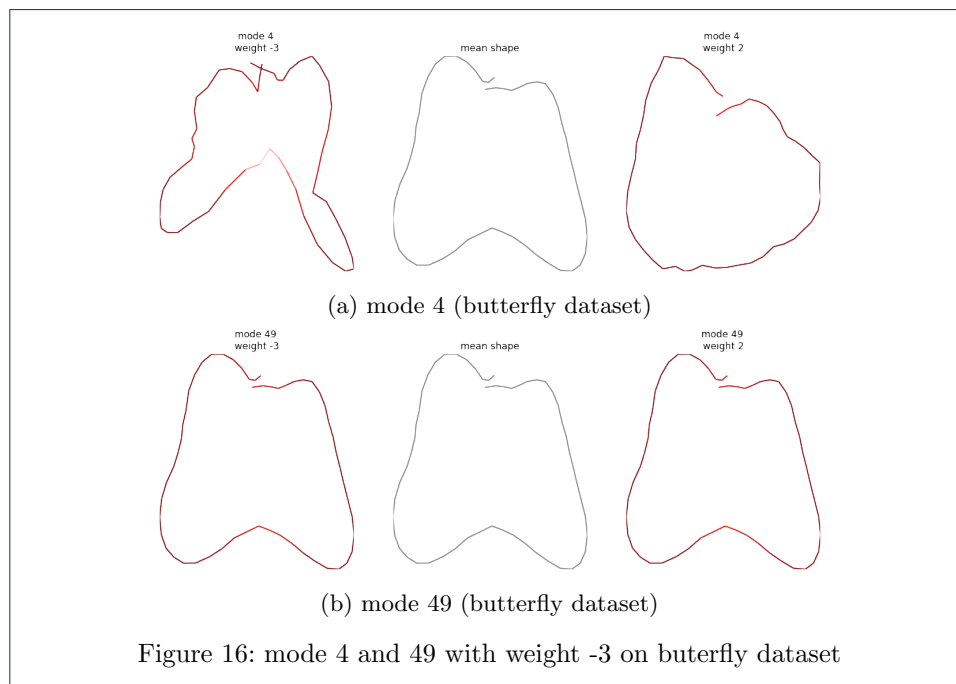 mode 4
weight -3
mean shape
mode 4
weight 2
(a) mode 4 (butterfly dataset)
mode 49
weight -3
mean shape
mode 49
weight 2
(b) mode 49 (butterfly dataset)
Figure 16: mode 4 and 49 with weight -3 on buterfly dataset